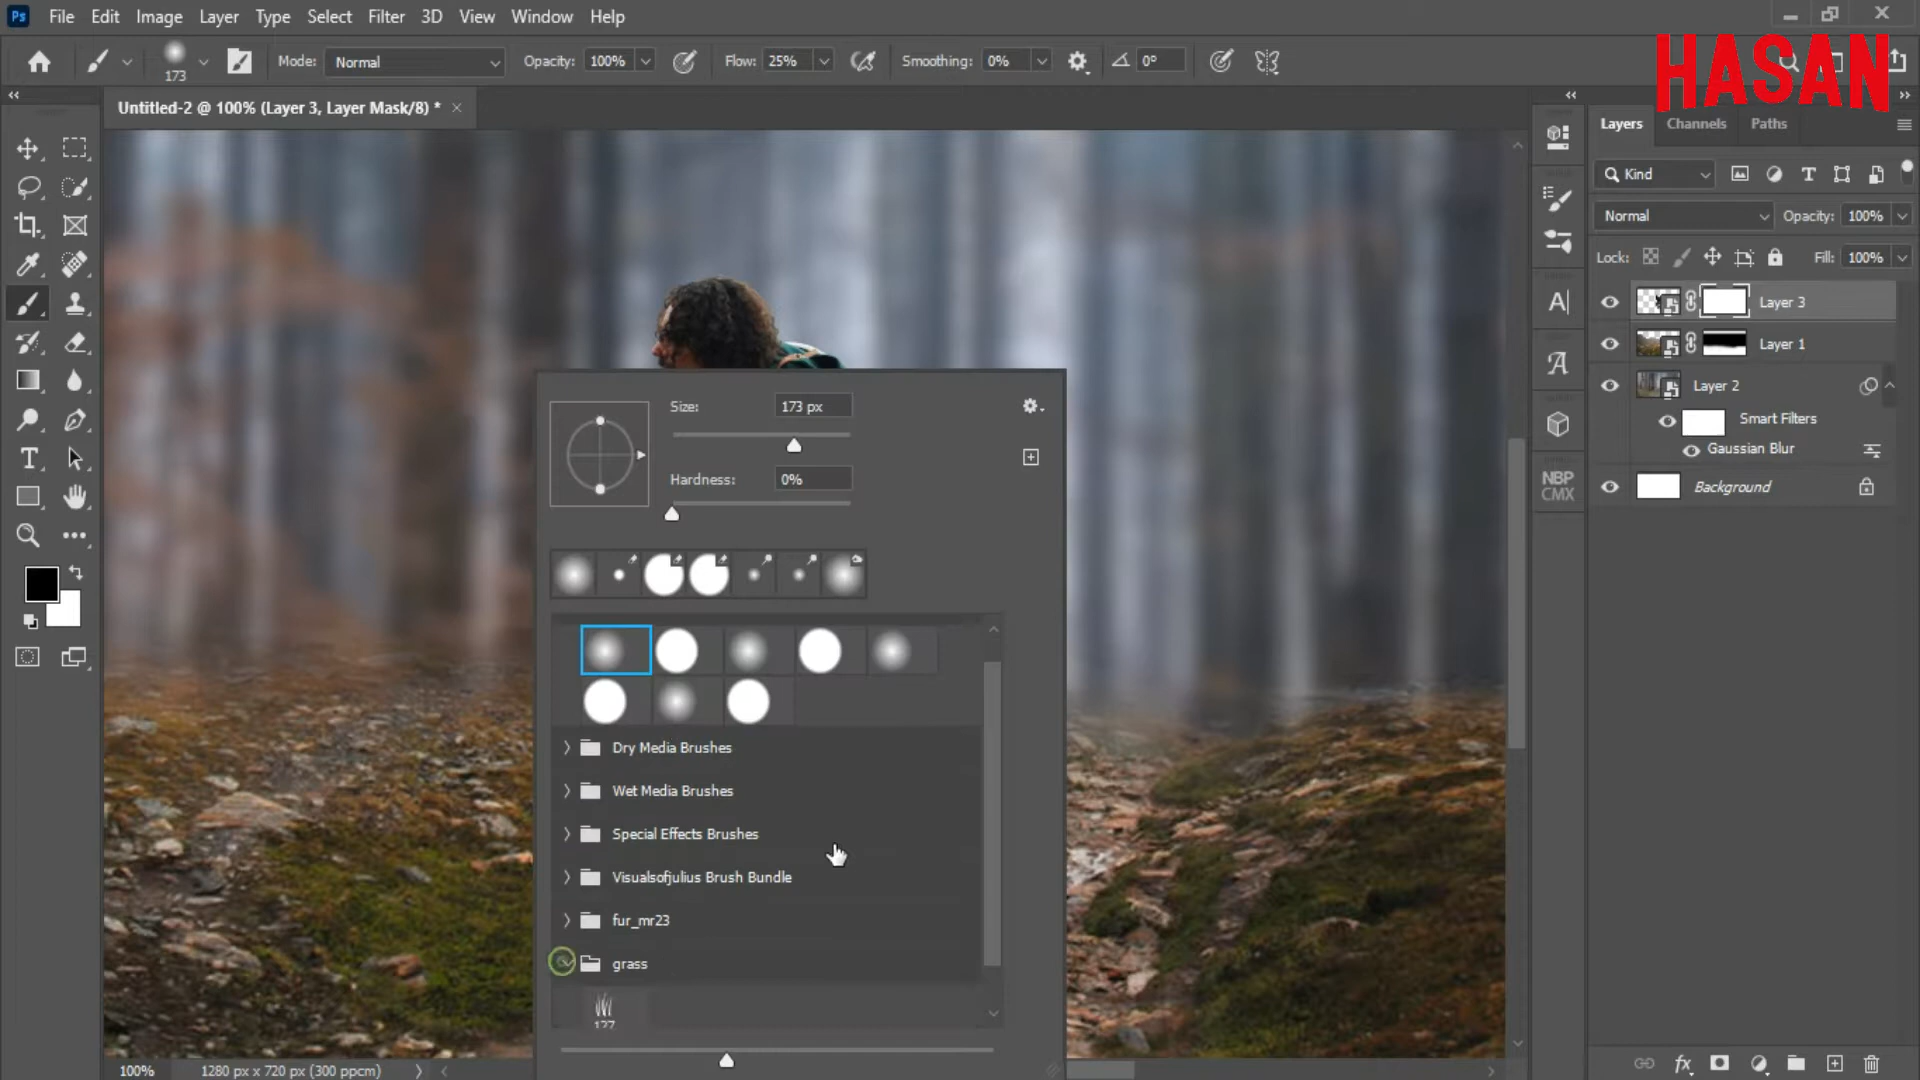 Ps File Edit Image Layer Type Select Filter 3D View Window Help
173 Mode: Normal Opacity: 100% Flow: 25% Smoothing: 0% 0°
HASAN
Untitled-2 @ 100% (Layer 3, Layer Mask/8) *
Layers Channels Paths
Kind
Normal Opacity: 100%
Lock: Fill: 100%
Layer 3
Layer 1
Layer 2
Smart Filters
Gaussian Blur
Background
NBP
CMX
Size: 173 px
Hardness: 0%
Dry Media Brushes
Wet Media Brushes
Special Effects Brushes
Visualsofjulius Brush Bundle
fur_mr23
grass
100% 1280 px x 720 px (300 ppcm)